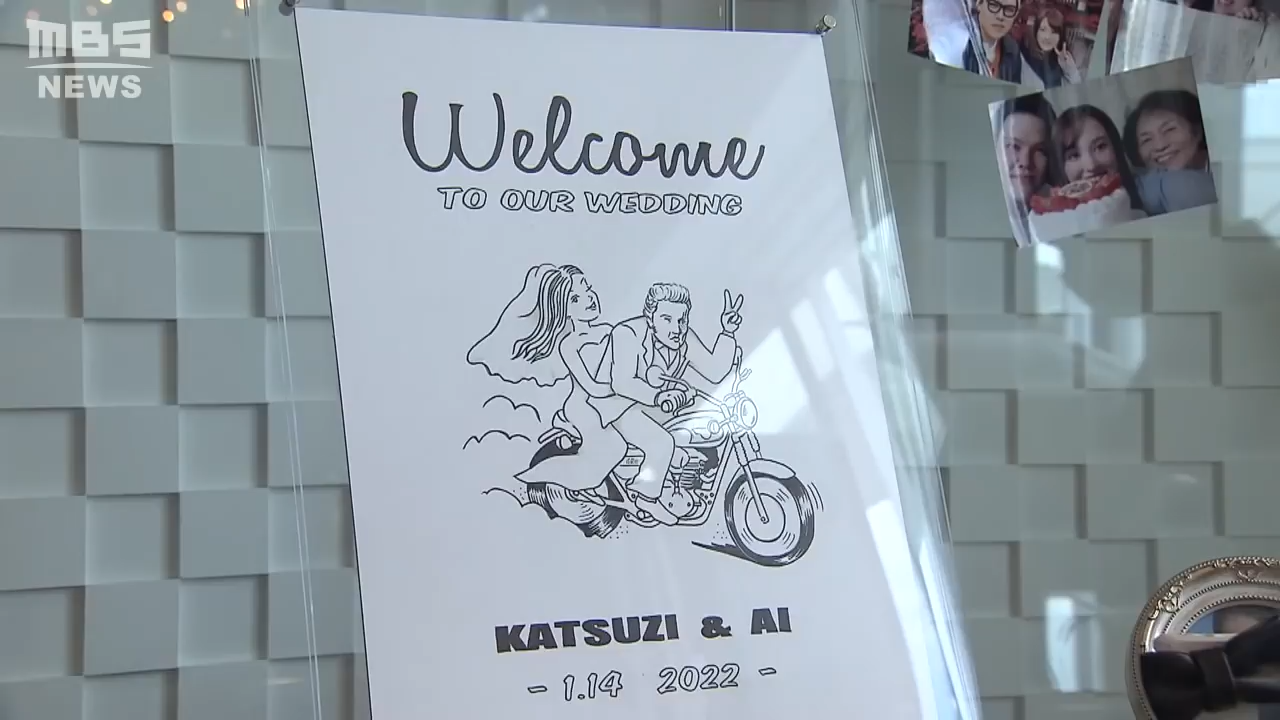 MBS
NEWS
Welcome
TO OUR WEDDING
KATSUZI & AI
- 1.14 2022 -